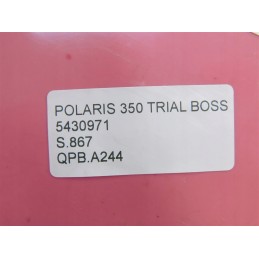 POLARIS 350 TRIAL BOSS
5430971
S.867
QPB.A244